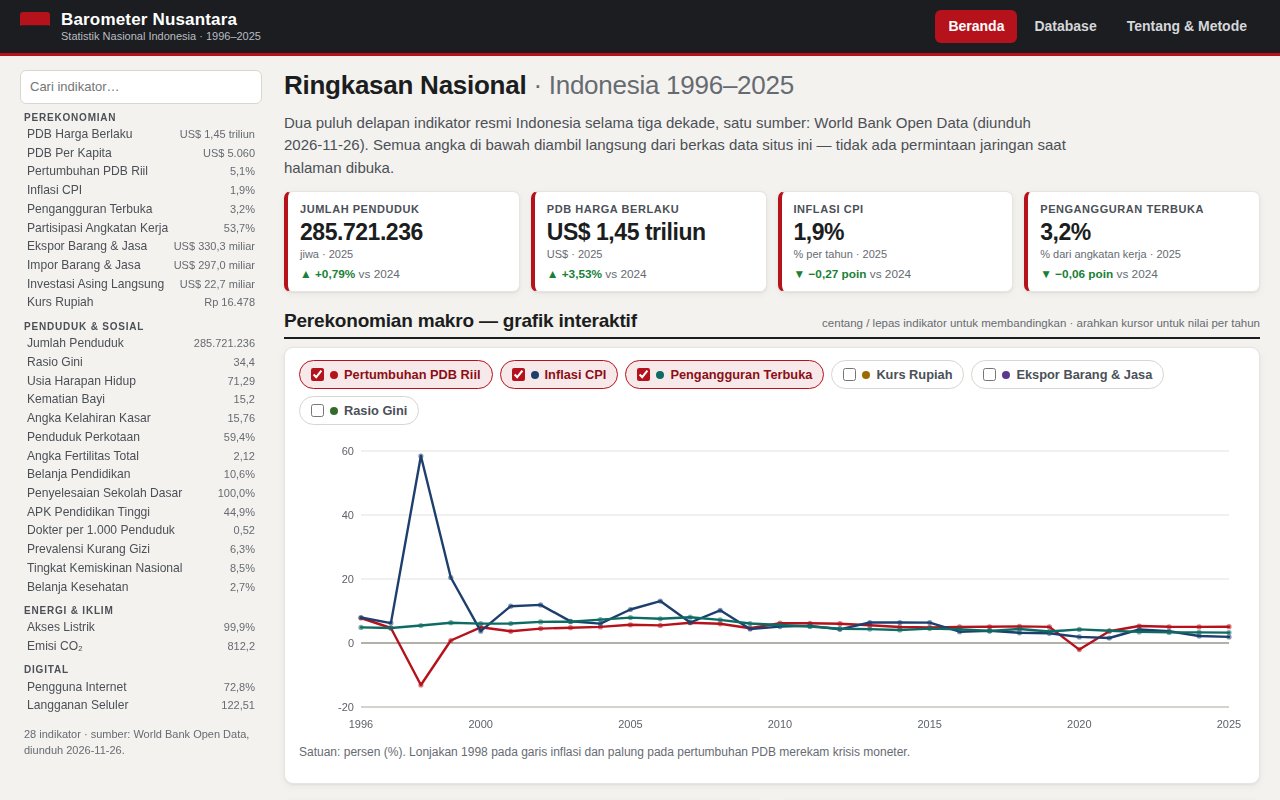 Barometer Nusantara
Statistik Nasional Indonesia · 1996–2025
Beranda
Database
Tentang & Metode
Cari indikator…
PEREKONOMIAN
PDB Harga Berlaku US$ 1,45 triliun
PDB Per Kapita US$ 5.060
Pertumbuhan PDB Riil 5,1%
Inflasi CPI 1,9%
Pengangguran Terbuka 3,2%
Partisipasi Angkatan Kerja 53,7%
Ekspor Barang & Jasa US$ 330,3 miliar
Impor Barang & Jasa US$ 297,0 miliar
Investasi Asing Langsung US$ 22,7 miliar
Kurs Rupiah Rp 16.478
PENDUDUK & SOSIAL
Jumlah Penduduk 285.721.236
Rasio Gini 34,4
Usia Harapan Hidup 71,29
Kematian Bayi 15,2
Angka Kelahiran Kasar 15,76
Penduduk Perkotaan 59,4%
Angka Fertilitas Total 2,12
Belanja Pendidikan 10,6%
Penyelesaian Sekolah Dasar 100,0%
APK Pendidikan Tinggi 44,9%
Dokter per 1.000 Penduduk 0,52
Prevalensi Kurang Gizi 6,3%
Tingkat Kemiskinan Nasional 8,5%
Belanja Kesehatan 2,7%
ENERGI & IKLIM
Akses Listrik 99,9%
Emisi CO₂ 812,2
DIGITAL
Pengguna Internet 72,8%
Langganan Seluler 122,51
28 indikator · sumber: World Bank Open Data,
diunduh 2026-11-26.
Ringkasan Nasional · Indonesia 1996–2025
Dua puluh delapan indikator resmi Indonesia selama tiga dekade, satu sumber: World Bank Open Data (diunduh
2026-11-26). Semua angka di bawah diambil langsung dari berkas data situs ini — tidak ada permintaan jaringan saat
halaman dibuka.
JUMLAH PENDUDUK
285.721.236
jiwa · 2025
▲ +0,79% vs 2024
PDB HARGA BERLAKU
US$ 1,45 triliun
US$ · 2025
▲ +3,53% vs 2024
INFLASI CPI
1,9%
% per tahun · 2025
▼ −0,27 poin vs 2024
PENGANGGURAN TERBUKA
3,2%
% dari angkatan kerja · 2025
▼ −0,06 poin vs 2024
Perekonomian makro — grafik interaktif
centang / lepas indikator untuk membandingkan · arahkan kursor untuk nilai per tahun
Pertumbuhan PDB Riil
Inflasi CPI
Pengangguran Terbuka
Kurs Rupiah
Ekspor Barang & Jasa
Rasio Gini
60
40
20
0
-20
1996 2000 2005 2010 2015 2020 2025
Satuan: persen (%). Lonjakan 1998 pada garis inflasi dan palung pada pertumbuhan PDB merekam krisis moneter.